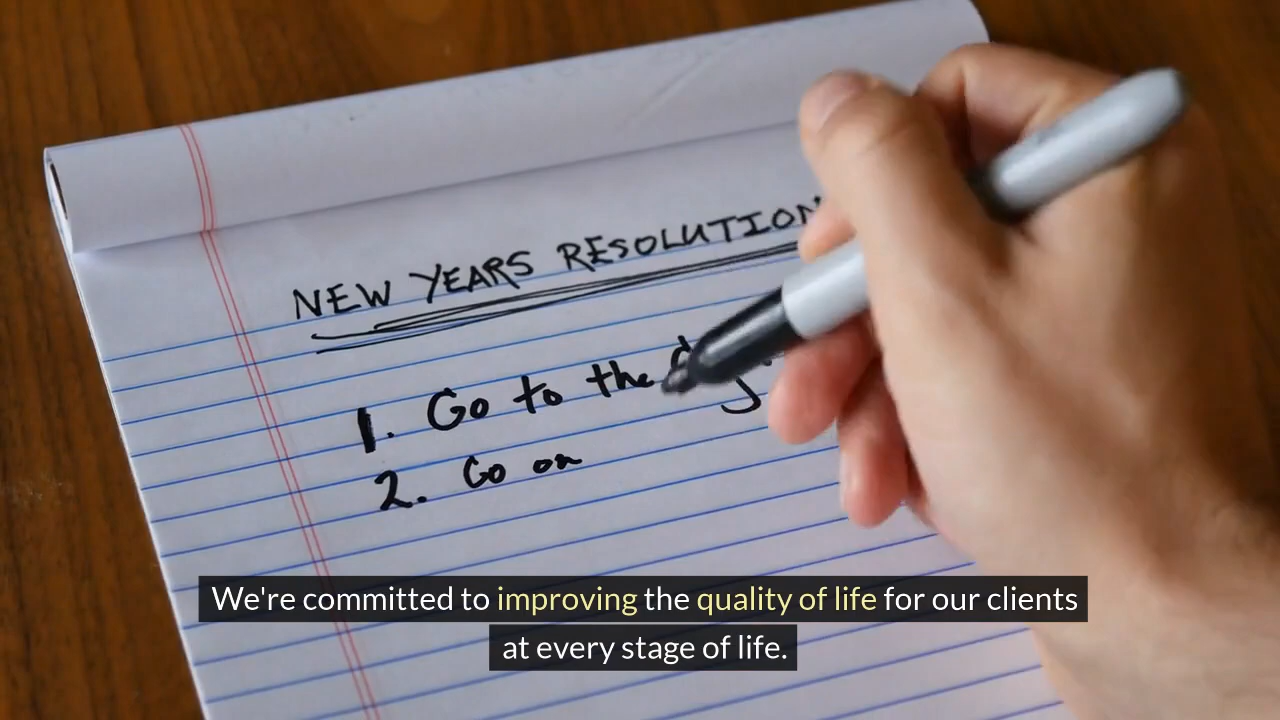 NEW YEARS RESOLUTION
1. Go to the
2. Go on
We're committed to improving the quality of life for our clients
at every stage of life.